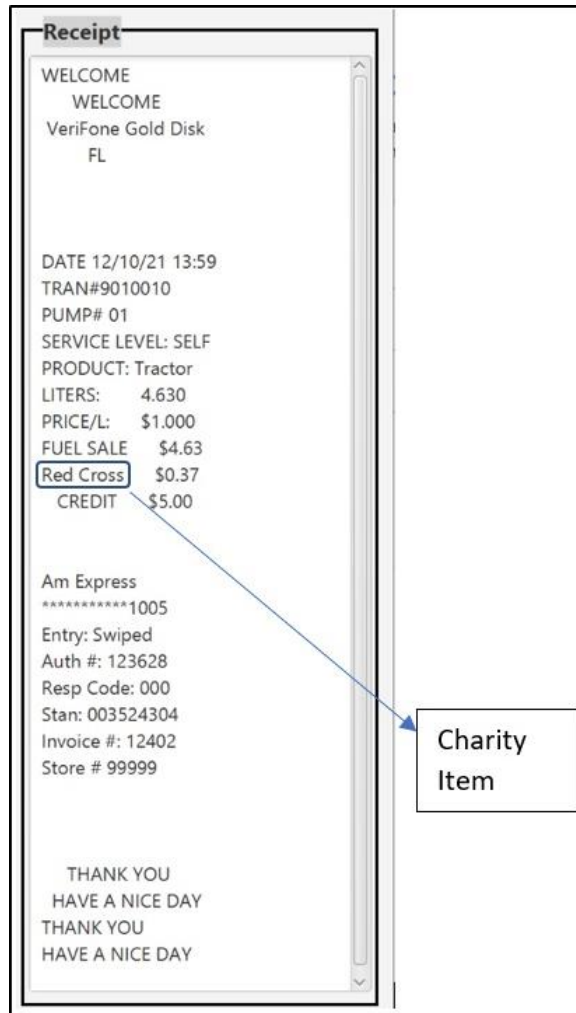 Receipt
WELCOME
WELCOME
VeriFone Gold Disk
FL
DATE 12/10/21 13:59
TRAN#9010010
PUMP# 01
SERVICE LEVEL: SELF
PRODUCT: Tractor
LITERS: 4.630
PRICE/L: $1.000
FUEL SALE $4.63
Red Cross $0.37
CREDIT $5.00
Am Express
***********1005
Entry: Swiped
Auth #: 123628
Resp Code: 000
Stan: 003524304
Invoice #: 12402
Store # 99999
THANK YOU
HAVE A NICE DAY
THANK YOU
HAVE A NICE DAY
Charity
Item